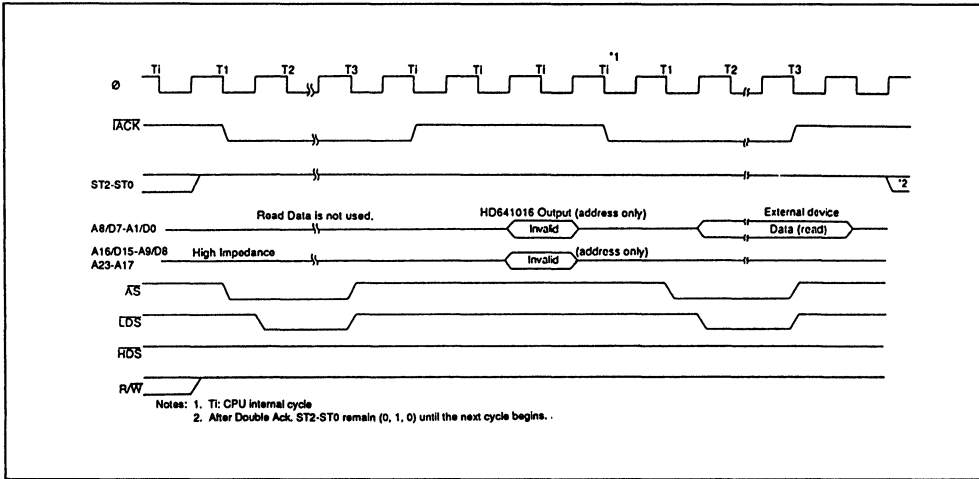 *1
Ti T1 T2 T3 Ti Ti Ti Ti T1 T2 T3
Ø
IACK
ST2-ST0 *2
Read Data is not used. HD641016 Output (address only) External device
A8/D7-A1/D0 Invalid Data (read)
A16/D15-A9/D8 High Impedance (address only)
A23-A17 Invalid
AS
LDS
HDS
R/W
Notes: 1. Ti: CPU internal cycle
2. After Double Ack. ST2-ST0 remain (0, 1, 0) until the next cycle begins.